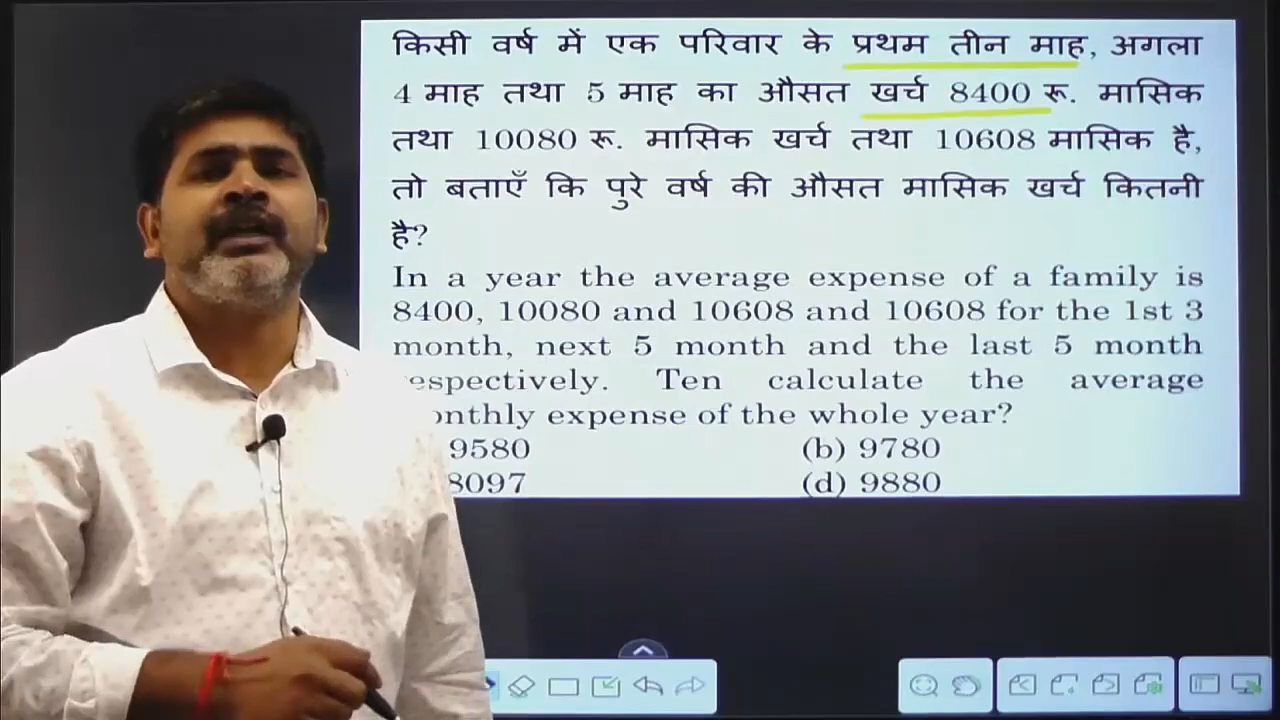 किसी वर्ष में एक परिवार के प्रथम तीन माह, अगला
4 माह तथा 5 माह का औसत खर्च 8400 रू. मासिक
तथा 10080 रू. मासिक खर्च तथा 10608 मासिक है,
तो बताएँ कि पुरे वर्ष की औसत मासिक खर्च कितनी
है?
In a year the average expense of a family is
8400, 10080 and 10608 and 10608 for the 1st 3
month, next 5 month and the last 5 month
espectively. Ten calculate the average
onthly expense of the whole year?
9580 (b) 9780
8097 (d) 9880